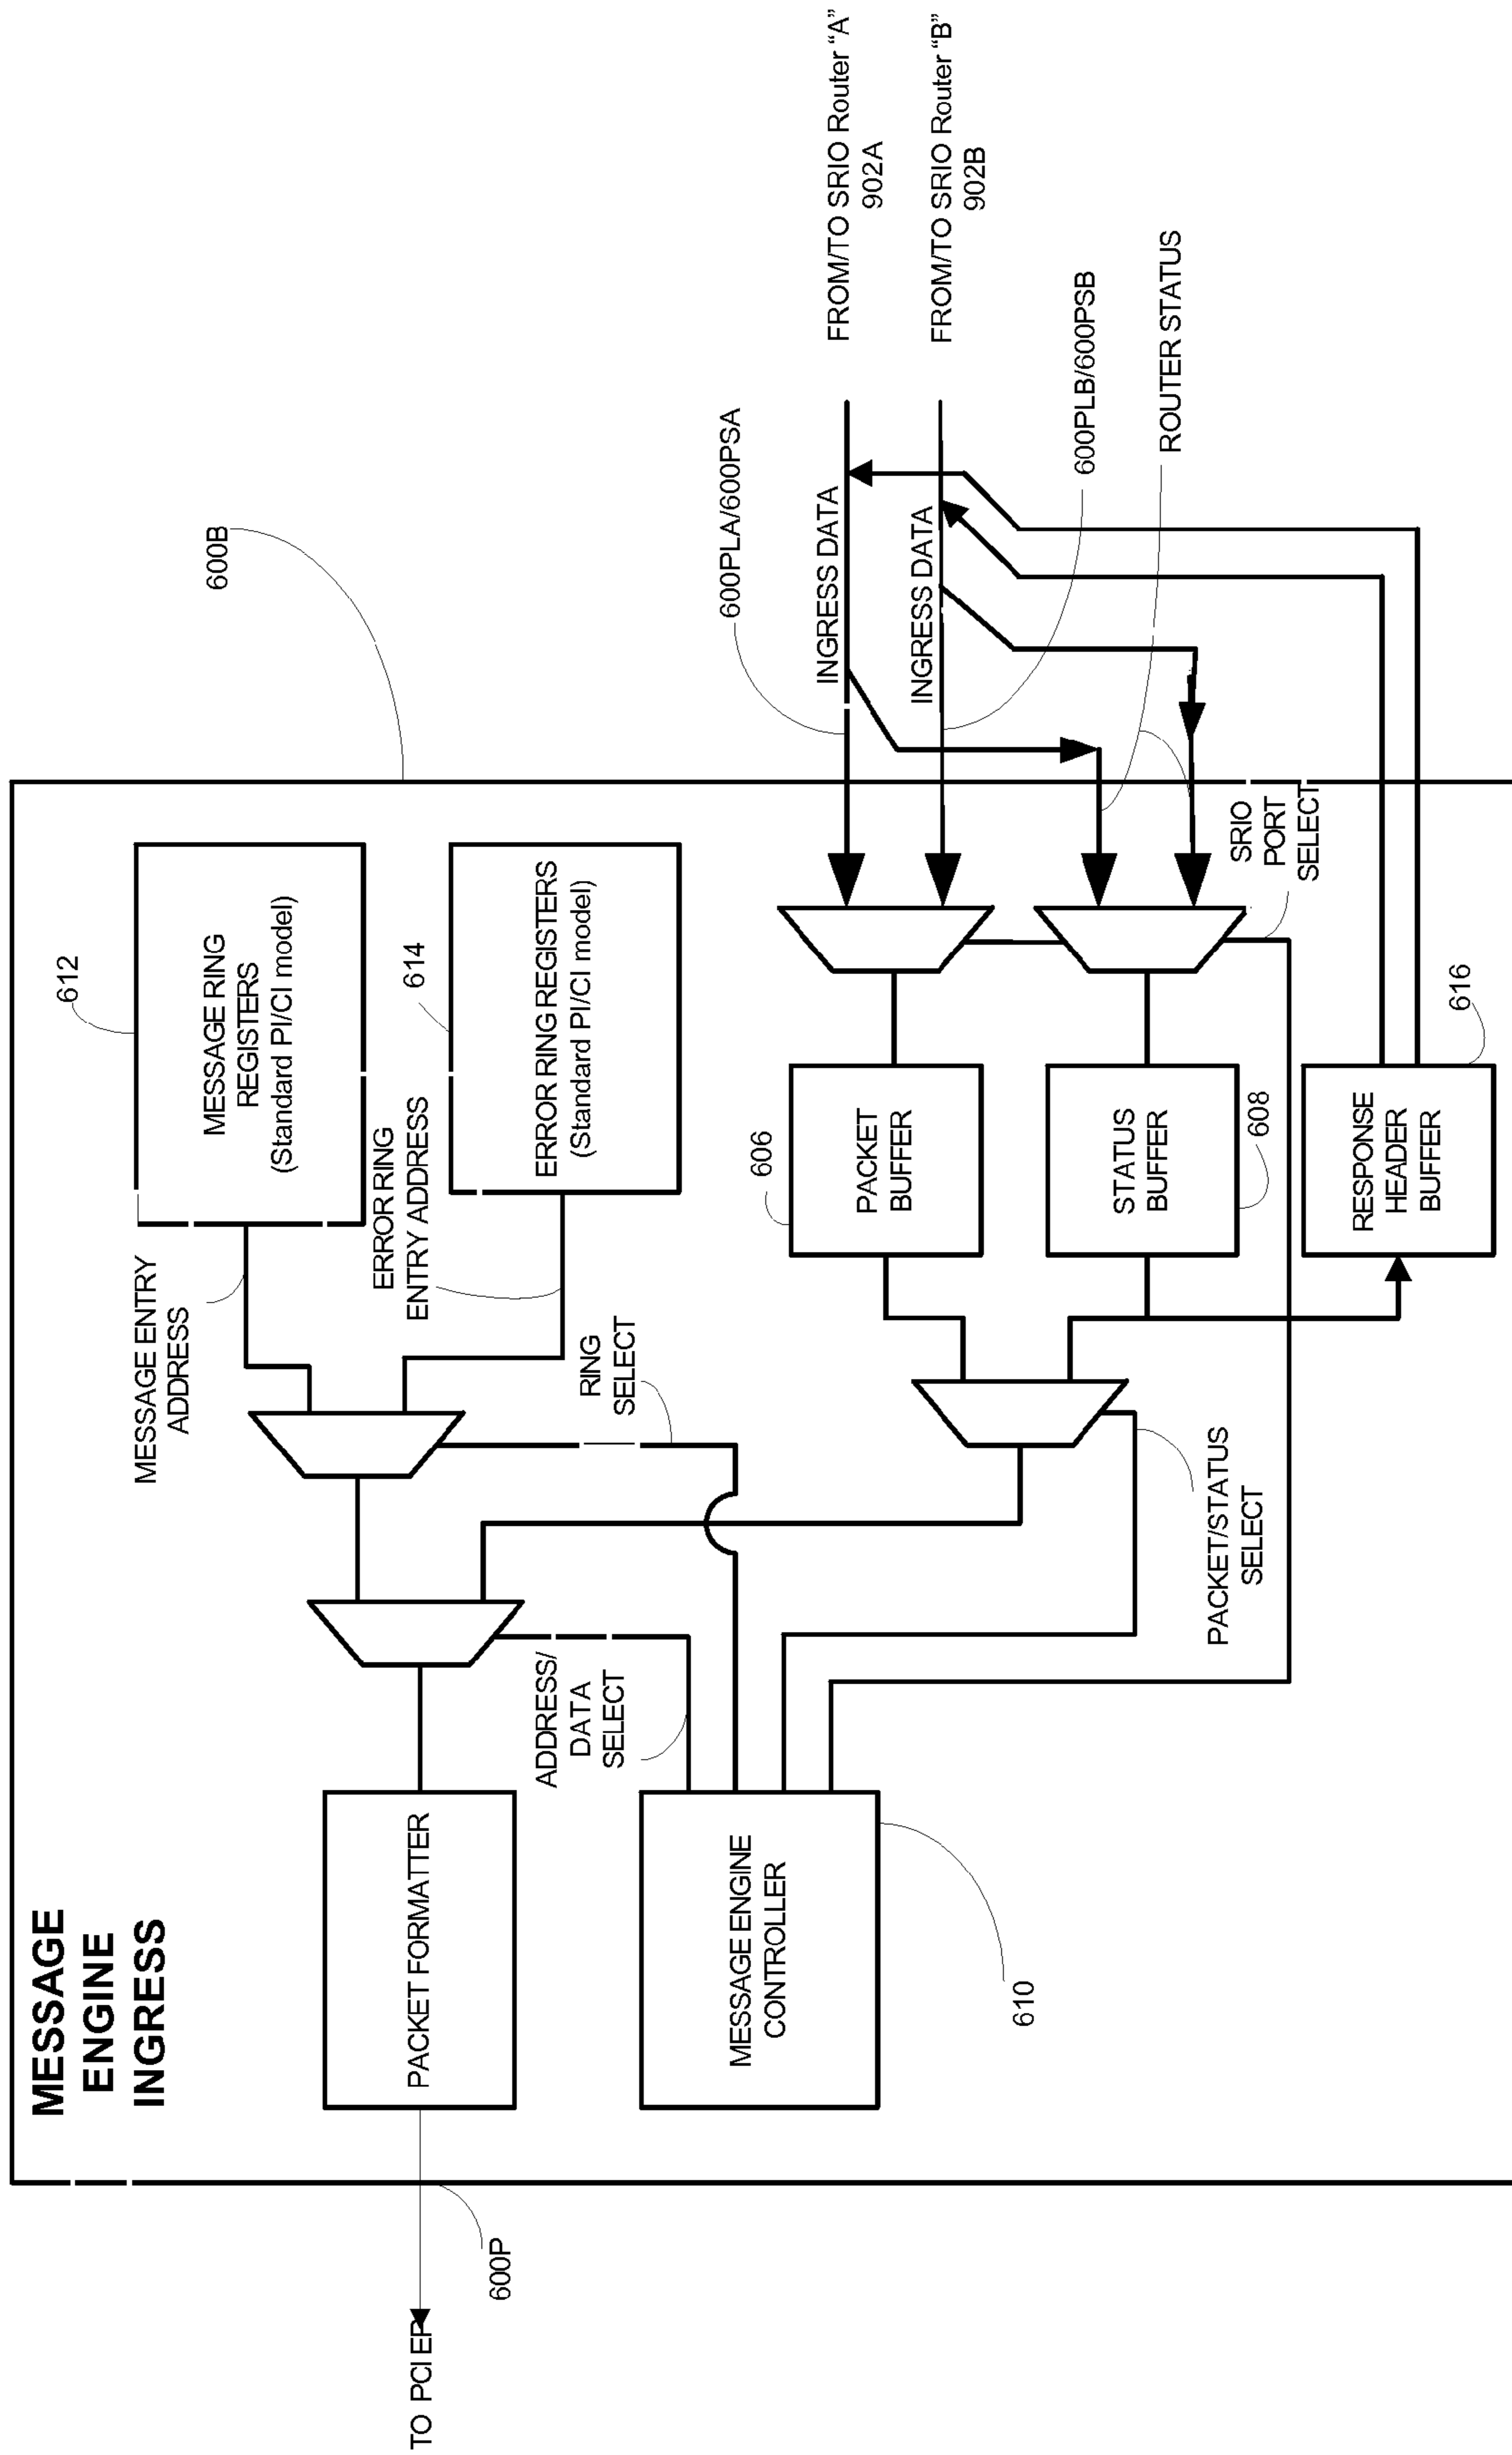 MESSAGE
ENGINE
INGRESS
600B
612
MESSAGE RING
REGISTERS
(Standard PI/CI model)
614
ERROR RING REGISTERS
(Standard PI/CI model)
MESSAGE ENTRY
ADDRESS
ERROR RING
ENTRY ADDRESS
RING
SELECT
TO PCI EP
600P
PACKET FORMATTER
ADDRESS/
DATA
SELECT
MESSAGE ENGINE
CONTROLLER
610
PACKET/STATUS
SELECT
606
PACKET
BUFFER
STATUS
BUFFER
608
RESPONSE
HEADER
BUFFER
616
SRIO
PORT
SELECT
600PLA/600PSA
INGRESS DATA
INGRESS DATA
600PLB/600PSB
ROUTER STATUS
FROM/TO SRIO Router “A”
902A
FROM/TO SRIO Router “B”
902B